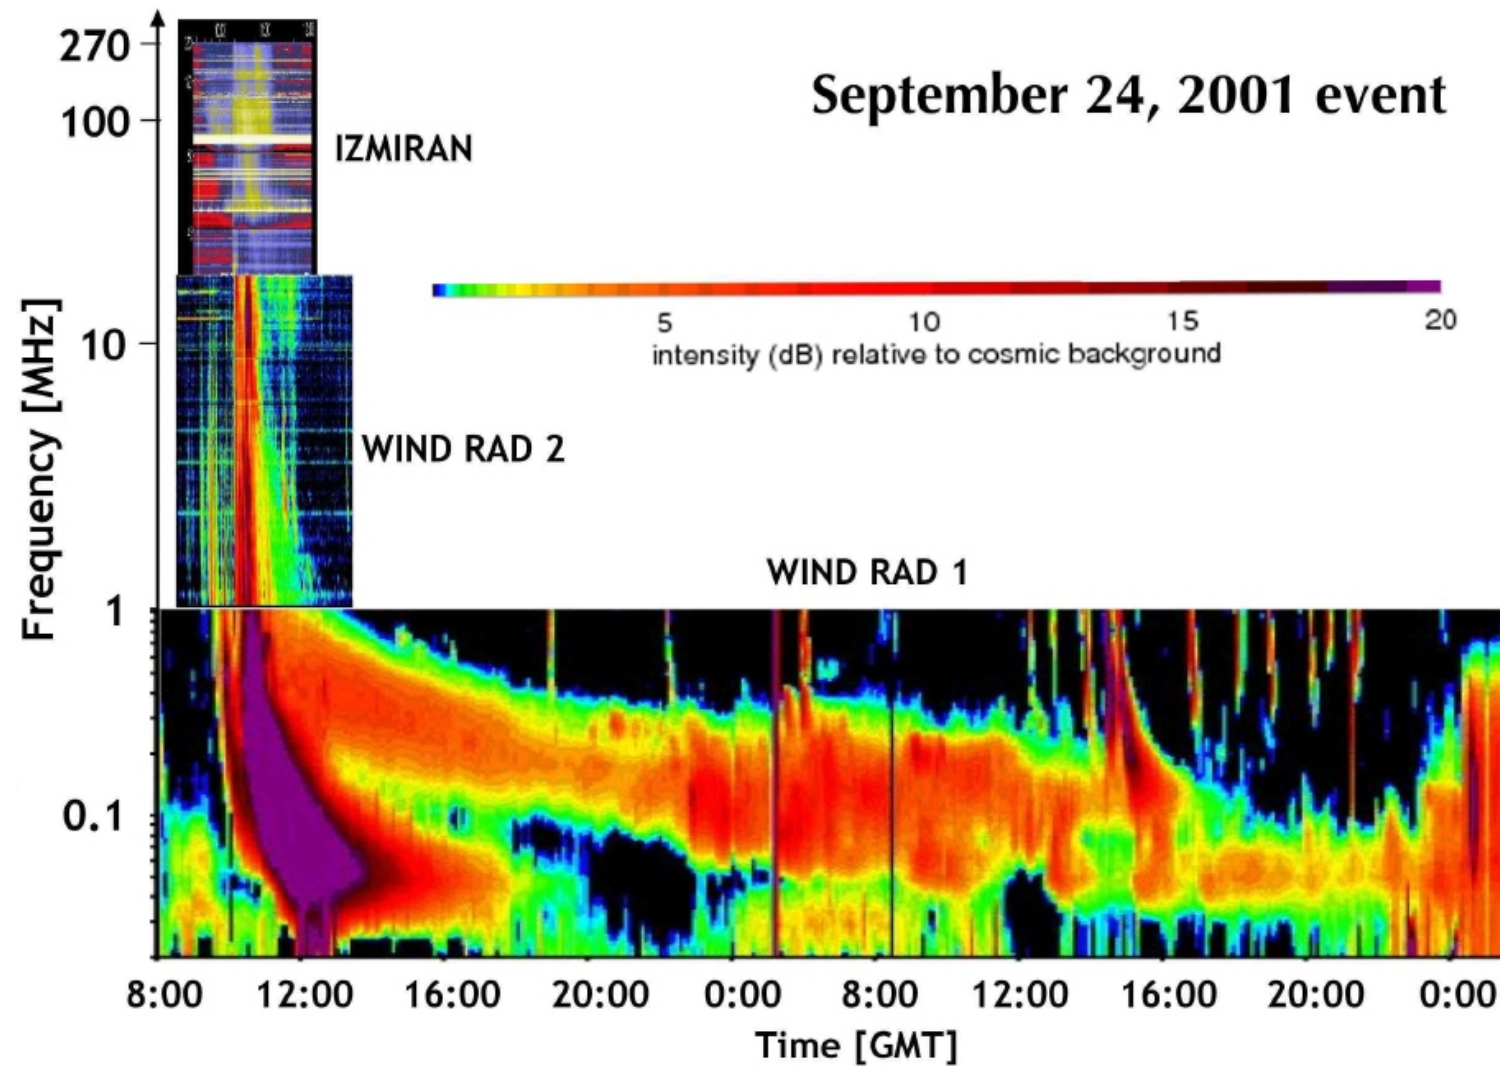 September 24, 2001 event
270
100
10
1
0.1
Frequency [MHz]
IZMIRAN
WIND RAD 2
WIND RAD 1
5 10 15 20
intensity (dB) relative to cosmic background
8:00 12:00 16:00 20:00 0:00 8:00 12:00 16:00 20:00 0:00
Time [GMT]